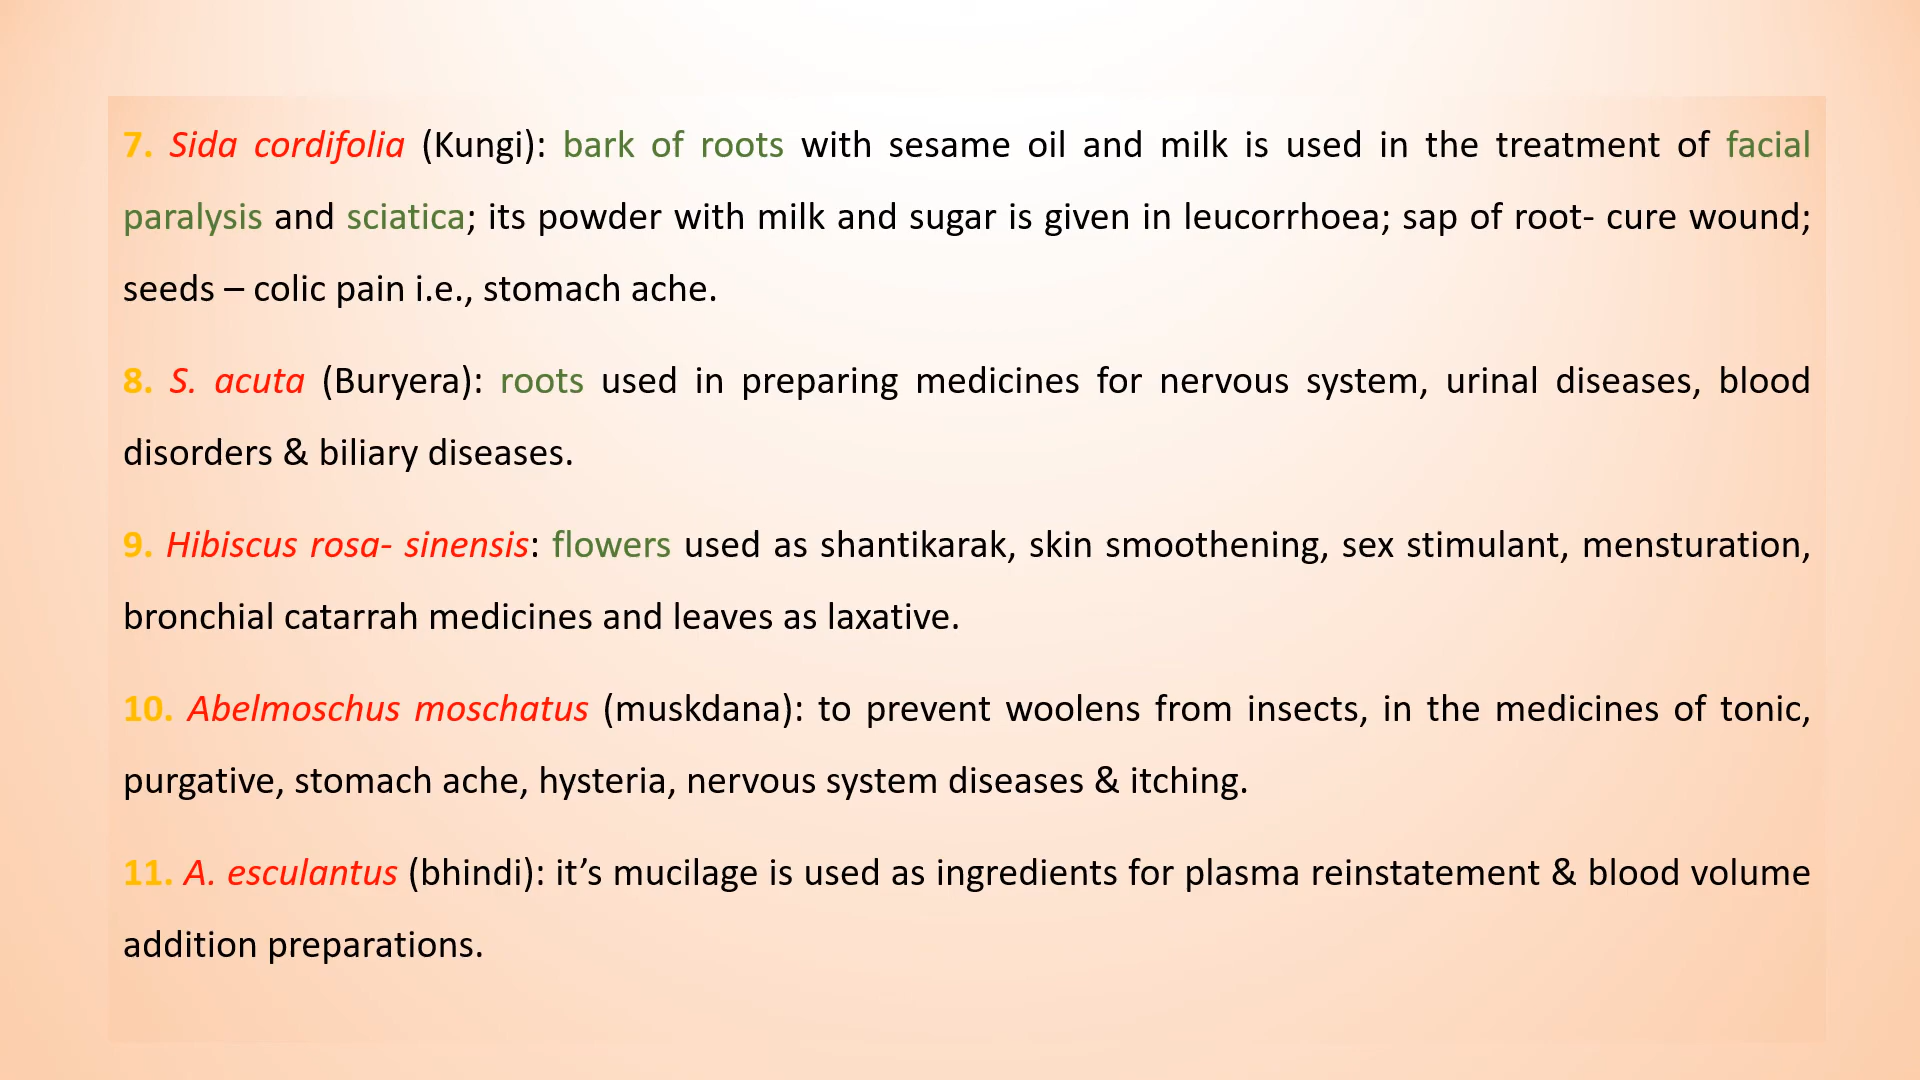 7. Sida cordifolia (Kungi): bark of roots with sesame oil and milk is used in the treatment of facial
paralysis and sciatica; its powder with milk and sugar is given in leucorrhoea; sap of root- cure wound;
seeds – colic pain i.e., stomach ache.
8. S. acuta (Buryera): roots used in preparing medicines for nervous system, urinal diseases, blood
disorders & biliary diseases.
9. Hibiscus rosa- sinensis: flowers used as shantikarak, skin smoothening, sex stimulant, mensturation,
bronchial catarrah medicines and leaves as laxative.
10. Abelmoschus moschatus (muskdana): to prevent woolens from insects, in the medicines of tonic,
purgative, stomach ache, hysteria, nervous system diseases & itching.
11. A. esculantus (bhindi): it’s mucilage is used as ingredients for plasma reinstatement & blood volume
addition preparations.